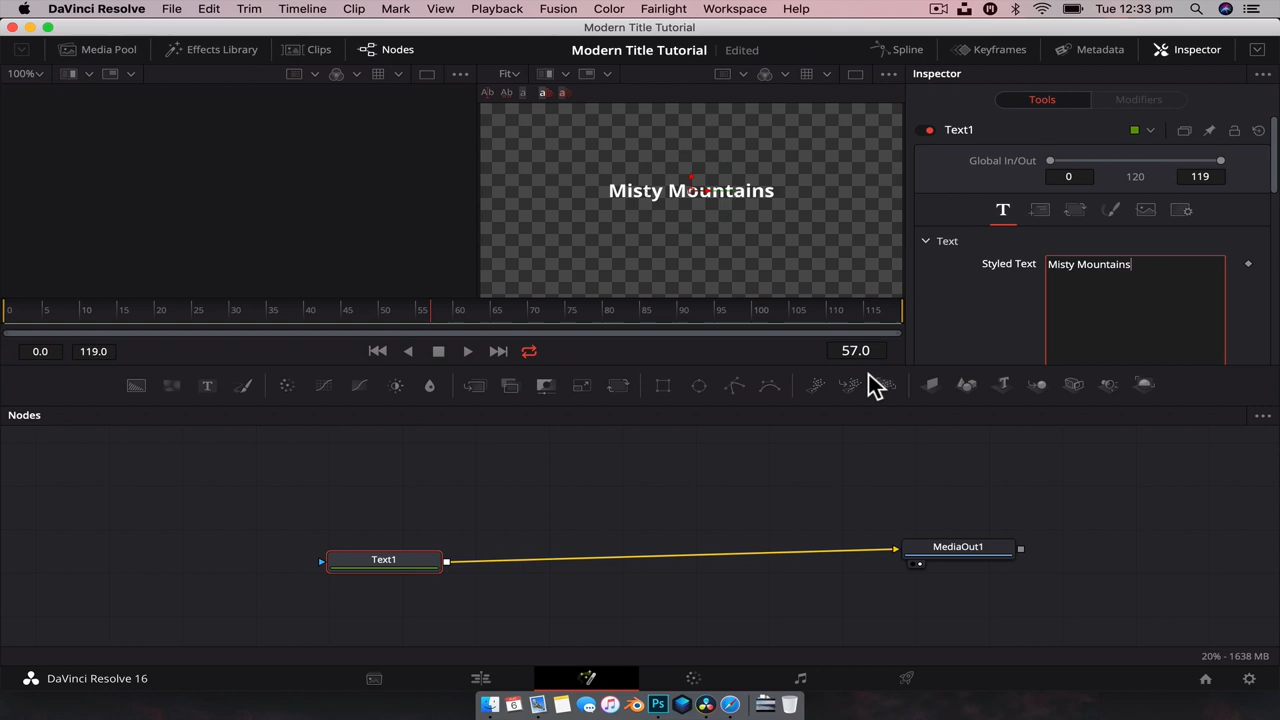 DaVinci Resolve File Edit Trim Timeline Clip Mark View Playback Fusion Color Fairlight Workspace Help Tue 12:33 pm
Modern Title Tutorial
Media Pool Effects Library Clips Nodes Modern Title Tutorial Edited Spline Keyframes Metadata Inspector
100% Fit Inspector
Ab Ab a a a
Tools Modifiers
Text1
Global In/Out
0 120 119
Misty Mountains
T
Text
Styled Text Misty Mountains
0 5 10 15 20 25 30 35 40 45 50 55 60 65 70 75 80 85 90 95 100 105 110 115
0.0 119.0 57.0
T T
Nodes
Text1 MediaOut1
20% - 1638 MB
DaVinci Resolve 16
6 Ps